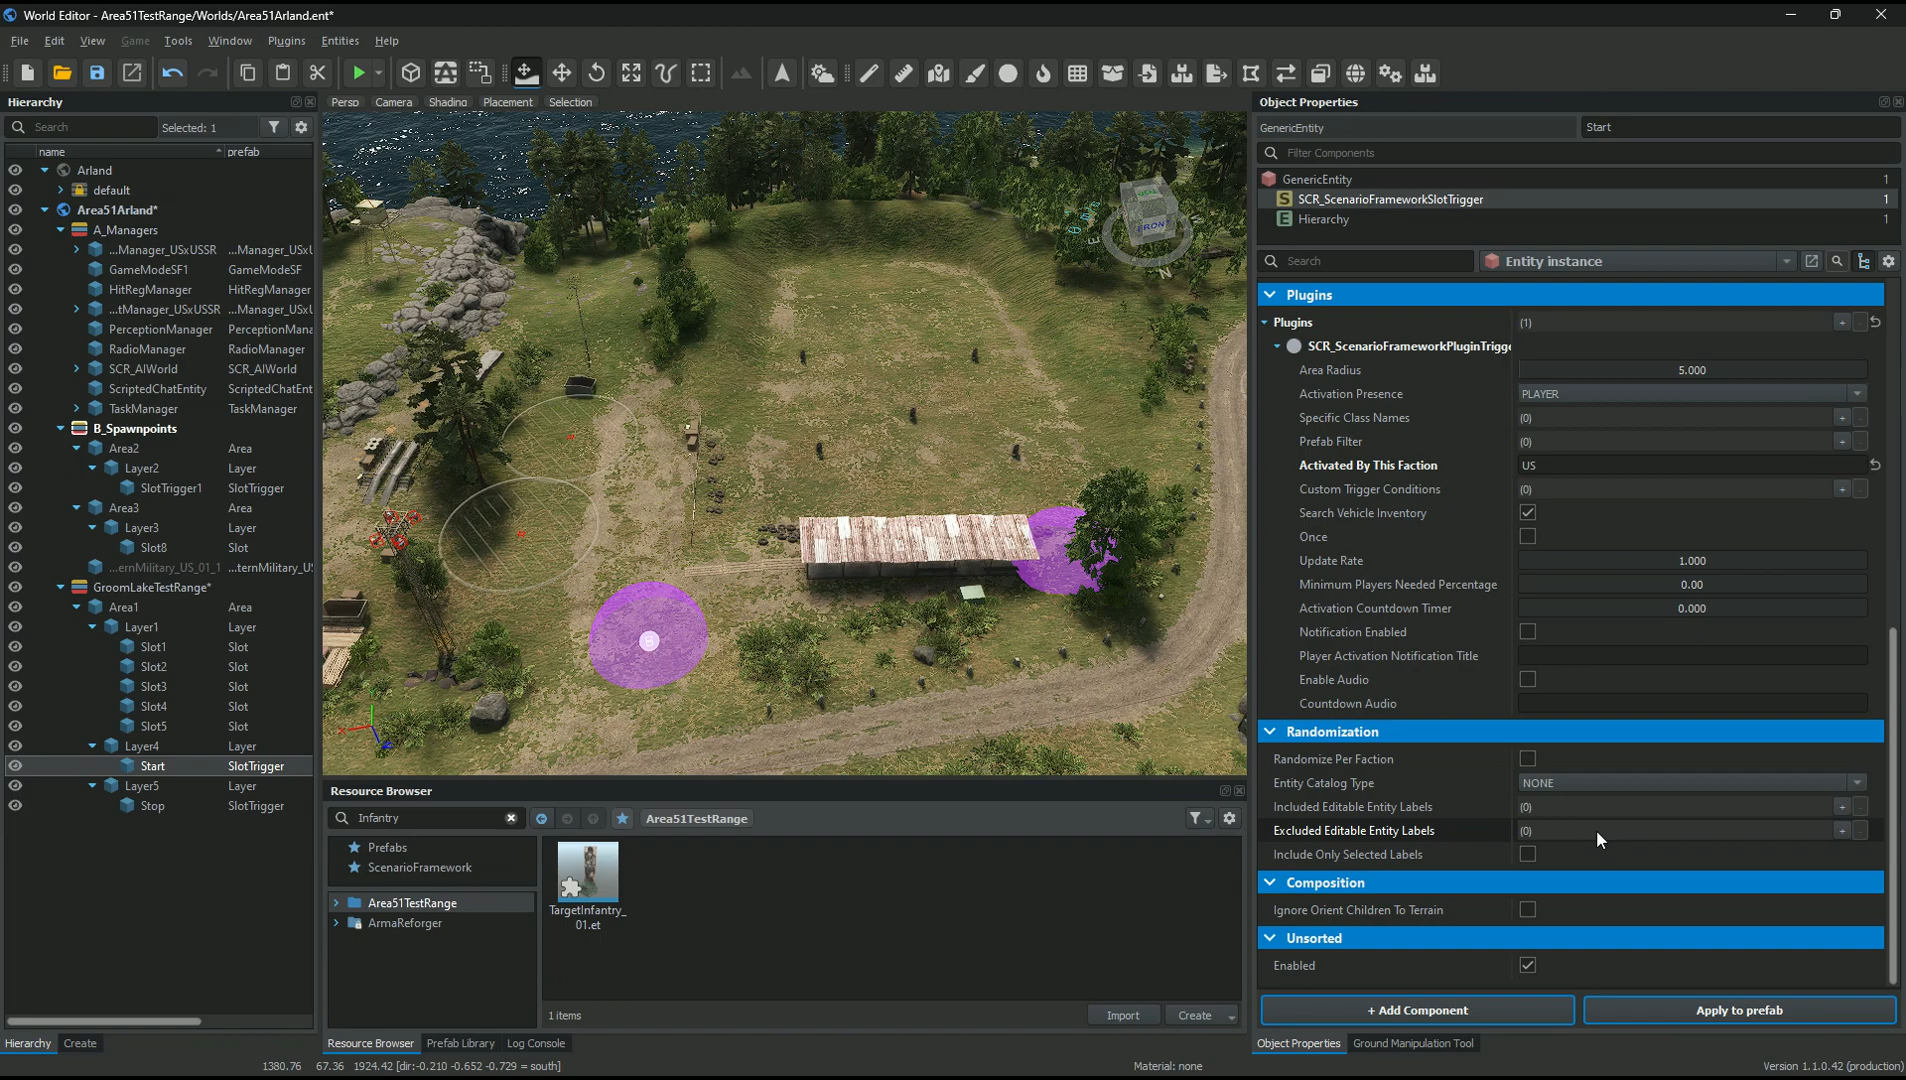 World Editor - Area51TestRange/Worlds/Area51Arland.ent*
File Edit View Game Tools Window Plugins Entities Help
Hierarchy
Search
Selected: 1
name prefab
Arland
default
Area51Arland*
A_Managers
...Manager_USxUSSR ...Manager_USxU
GameModeSF1 GameModeSF
HitRegManager HitRegManager
...tManager_USxUSSR ...Manager_USxU
PerceptionManager PerceptionMana
RadioManager RadioManager
SCR_AIWorld SCR_AIWorld
ScriptedChatEntity ScriptedChatEnt
TaskManager TaskManager
B_Spawnpoints
Area2 Area
Layer2 Layer
SlotTrigger1 SlotTrigger
Area3 Area
Layer3 Layer
Slot8 Slot
...ernMilitary_US_01_1 ...ternMilitary_US
GroomLakeTestRange*
Area1 Area
Layer1 Layer
Slot1 Slot
Slot2 Slot
Slot3 Slot
Slot4 Slot
Slot5 Slot
Layer4 Layer
Start SlotTrigger
Layer5 Layer
Stop SlotTrigger
Hierarchy Create
Persp Camera Shading Placement Selection
FRONT
E
N
B
Resource Browser
Infantry
Area51TestRange
Prefabs
ScenarioFramework
Area51TestRange
ArmaReforger
TargetInfantry_
01.et
1 items
Import Create
Resource Browser Prefab Library Log Console
Object Properties
GenericEntity Start
Filter Components
GenericEntity 1
SCR_ScenarioFrameworkSlotTrigger 1
Hierarchy 1
Search
Entity instance
Plugins
Plugins (1)
SCR_ScenarioFrameworkPluginTrigge
Area Radius 5.000
Activation Presence PLAYER
Specific Class Names (0)
Prefab Filter (0)
Activated By This Faction US
Custom Trigger Conditions (0)
Search Vehicle Inventory
Once
Update Rate 1.000
Minimum Players Needed Percentage 0.00
Activation Countdown Timer 0.000
Notification Enabled
Player Activation Notification Title
Enable Audio
Countdown Audio
Randomization
Randomize Per Faction
Entity Catalog Type NONE
Included Editable Entity Labels (0)
Excluded Editable Entity Labels (0)
Include Only Selected Labels
Composition
Ignore Orient Children To Terrain
Unsorted
Enabled
+ Add Component Apply to prefab
Object Properties Ground Manipulation Tool
1380.76 67.36 1924.42 [dir:-0.210 -0.652 -0.729 = south]
Material: none
Version 1.1.0.42 (production)